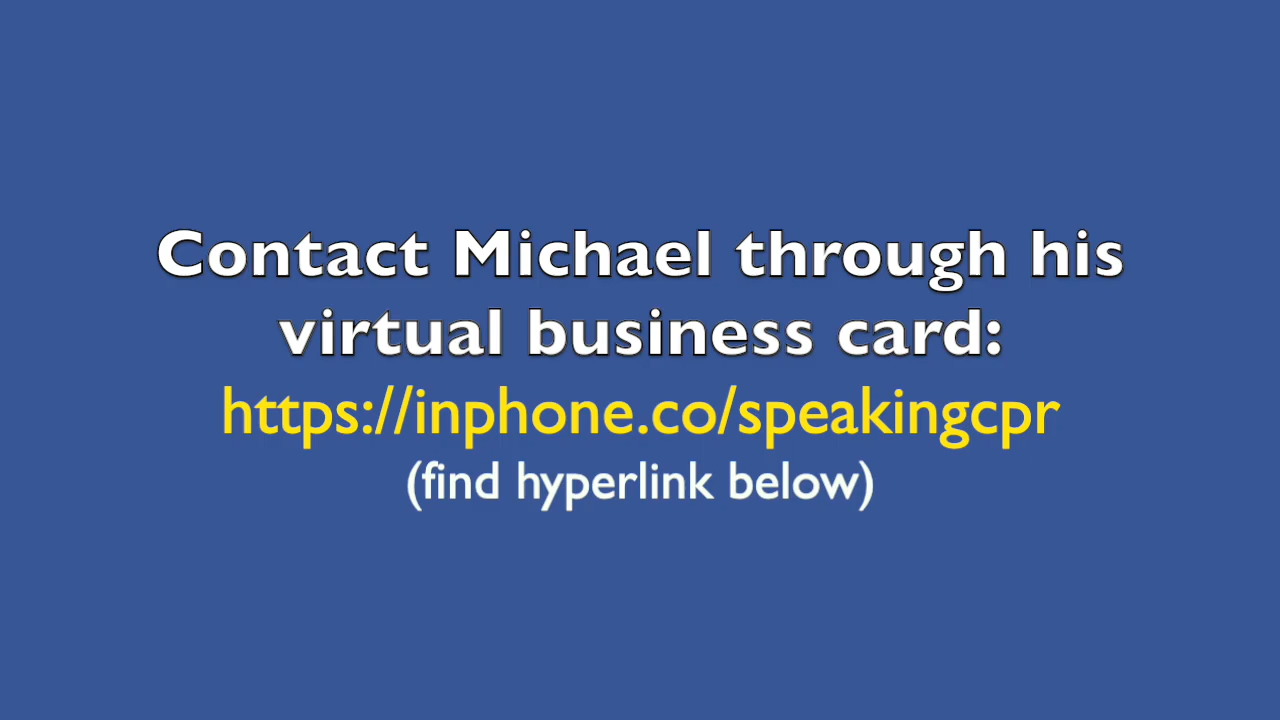 Contact Michael through his
virtual business card:
https://inphone.co/speakingcpr
(find hyperlink below)